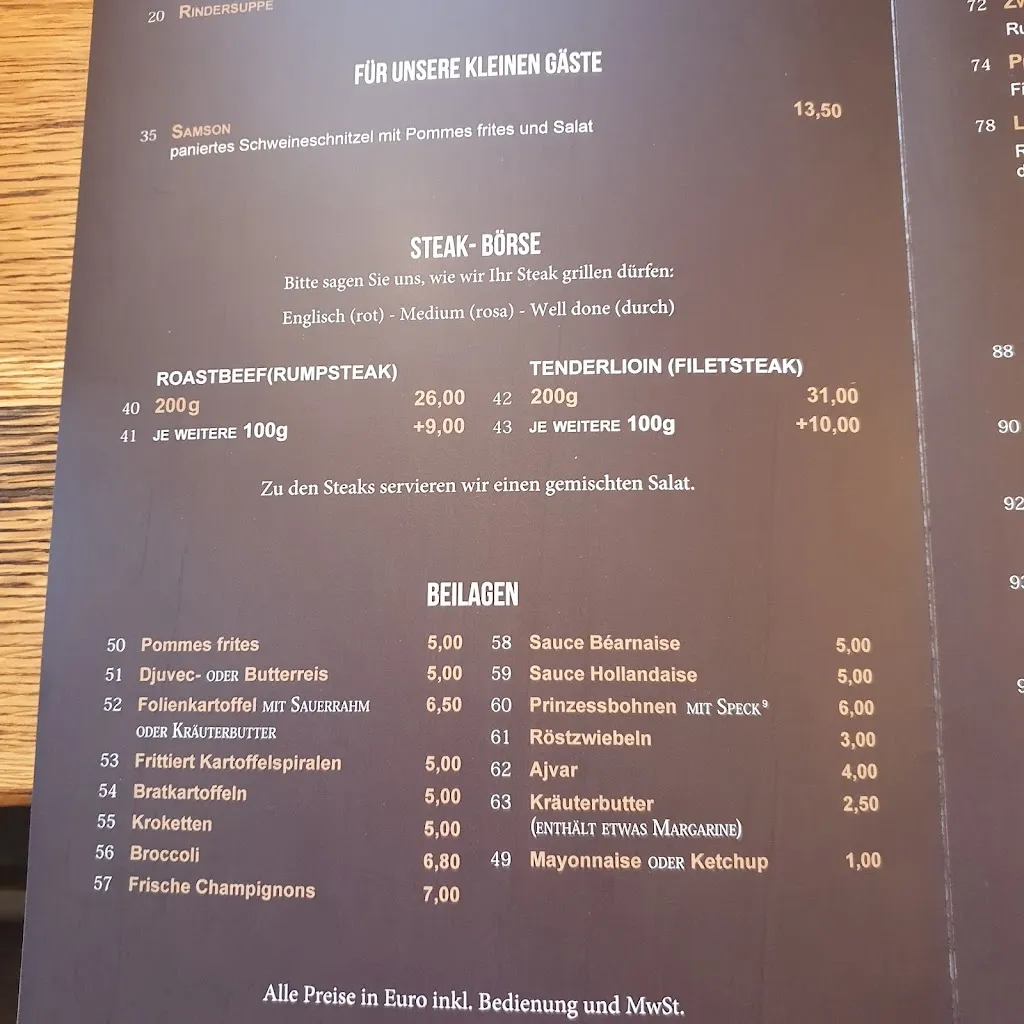 20 RINDERSUPPE
FÜR UNSERE KLEINEN GÄSTE
35 SAMSON 13,50
paniertes Schweineschnitzel mit Pommes frites und Salat
STEAK- BÖRSE
Bitte sagen Sie uns, wie wir Ihr Steak grillen dürfen:
Englisch (rot) - Medium (rosa) - Well done (durch)
ROASTBEEF(RUMPSTEAK)
40 200g 26,00
41 JE WEITERE 100g +9,00
TENDERLIOIN (FILETSTEAK)
42 200g 31,00
43 JE WEITERE 100g +10,00
Zu den Steaks servieren wir einen gemischten Salat.
BEILAGEN
50 Pommes frites 5,00
51 Djuvec- ODER Butterreis 5,00
52 Folienkartoffel MIT SAUERRAHM 6,50
ODER KRÄUTERBUTTER
53 Frittiert Kartoffelspiralen 5,00
54 Bratkartoffeln 5,00
55 Kroketten 5,00
56 Broccoli 6,80
57 Frische Champignons 7,00
58 Sauce Béarnaise 5,00
59 Sauce Hollandaise 5,00
60 Prinzessbohnen MIT SPECK⁹ 6,00
61 Röstzwiebeln 3,00
62 Ajvar 4,00
63 Kräuterbutter 2,50
(ENTHÄLT ETWAS MARGARINE)
49 Mayonnaise ODER Ketchup 1,00
Alle Preise in Euro inkl. Bedienung und MwSt.
72
74
78
88
90
92